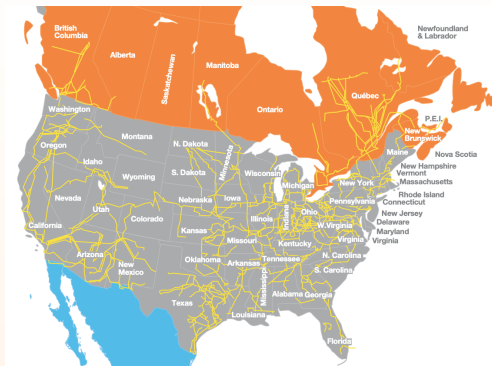 British
Columbia
Alberta
Saskatchewan
Manitoba
Ontario
Québec
Newfoundland
& Labrador
P.E.I.
New
Brunswick
Nova Scotia
Washington
Oregon
Idaho
Montana
Wyoming
Nevada
Utah
Colorado
California
Arizona
New
Mexico
N. Dakota
S. Dakota
Nebraska
Kansas
Oklahoma
Texas
Minnesota
Iowa
Missouri
Arkansas
Louisiana
Wisconsin
Illinois
Michigan
Indiana
Ohio
Kentucky
Tennessee
Mississippi
Alabama
Georgia
Florida
S. Carolina
N. Carolina
Virginia
W.Virginia
Pennsylvania
New York
Maine
New Hampshire
Vermont
Massachusetts
Rhode Island
Connecticut
New Jersey
Delaware
Maryland
Virginia